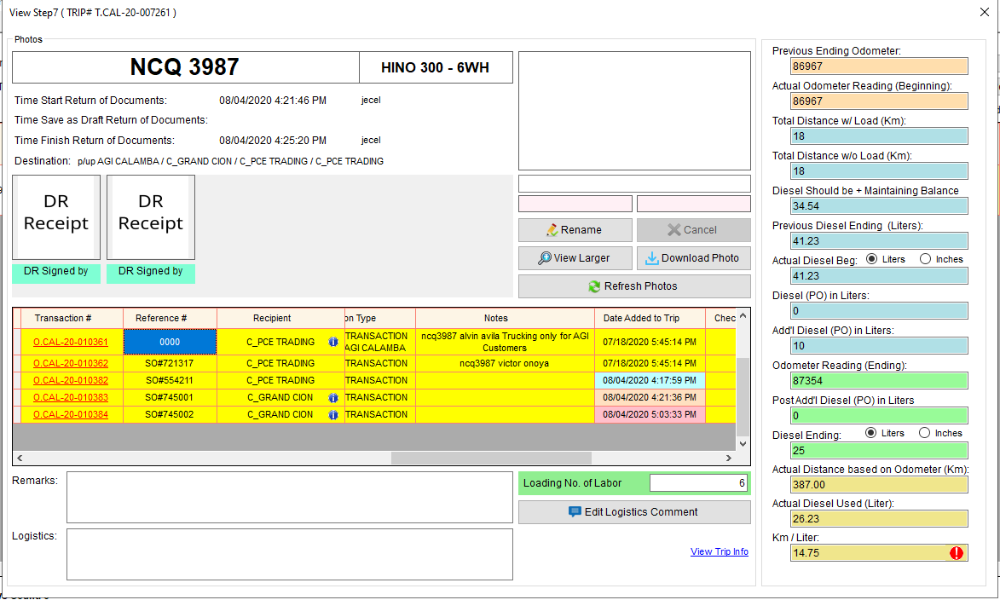 View Step7 ( TRIP# T.CAL-20-007261 )
Photos
NCQ 3987
HINO 300 - 6WH
Time Start Return of Documents: 08/04/2020 4:21:46 PM jecel
Time Save as Draft Return of Documents:
Time Finish Return of Documents: 08/04/2020 4:25:20 PM jecel
Destination: p/up AGI CALAMBA / C_GRAND CION / C_PCE TRADING / C_PCE TRADING
DR Receipt
DR Signed by
DR Receipt
DR Signed by
Rename
Cancel
View Larger
Download Photo
Refresh Photos
Transaction # Reference # Recipient on Type Notes Date Added to Trip Chec
O.CAL-20-010361 0000 C_PCE TRADING TRANSACTION AGI CALAMBA ncq3987 alvin avila Trucking only for AGI Customers 07/18/2020 5:45:14 PM
O.CAL-20-010362 SO#721317 C_PCE TRADING TRANSACTION ncq3987 victor onoya 07/18/2020 5:45:14 PM
O.CAL-20-010382 SO#554211 C_PCE TRADING TRANSACTION 08/04/2020 4:17:59 PM
O.CAL-20-010383 SO#745001 C_GRAND CION TRANSACTION 08/04/2020 4:21:36 PM
O.CAL-20-010384 SO#745002 C_GRAND CION TRANSACTION 08/04/2020 5:03:33 PM
Remarks:
Logistics:
Loading No. of Labor 6
Edit Logistics Comment
View Trip Info
Previous Ending Odometer:
86967
Actual Odometer Reading (Beginning):
86967
Total Distance w/ Load (Km):
18
Total Distance w/o Load (Km):
18
Diesel Should be + Maintaining Balance
34.54
Previous Diesel Ending (Liters):
41.23
Actual Diesel Beg: Liters Inches
41.23
Diesel (PO) in Liters:
0
Add'l Diesel (PO) in Liters:
10
Odometer Reading (Ending):
87354
Post Add'l Diesel (PO) in Liters
0
Diesel Ending: Liters Inches
25
Actual Distance based on Odometer (Km):
387.00
Actual Diesel Used (Liter):
26.23
Km / Liter:
14.75